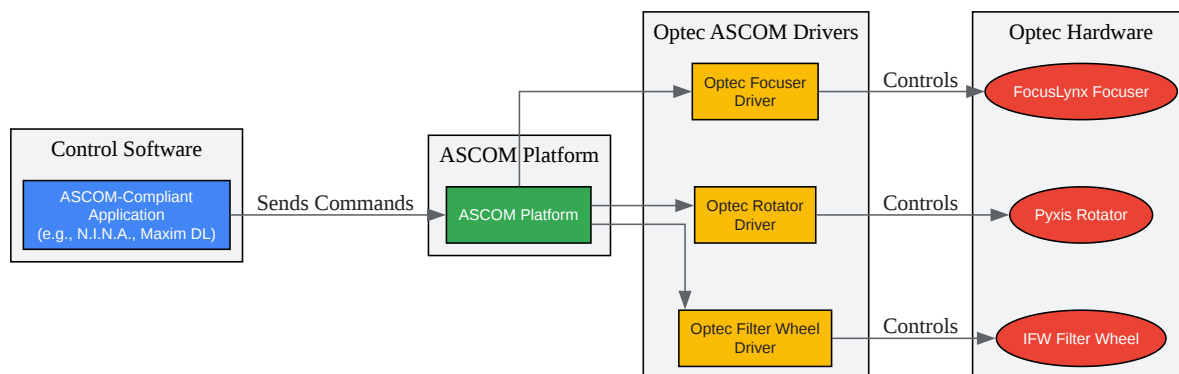 Control Software
ASCOM-Compliant
Application
(e.g., N.I.N.A., Maxim DL)
Sends Commands
ASCOM Platform
ASCOM Platform
Optec ASCOM Drivers
Optec Focuser
Driver
Optec Rotator
Driver
Optec Filter Wheel
Driver
Controls
Controls
Controls
Optec Hardware
FocusLynx Focuser
Pyxis Rotator
IFW Filter Wheel